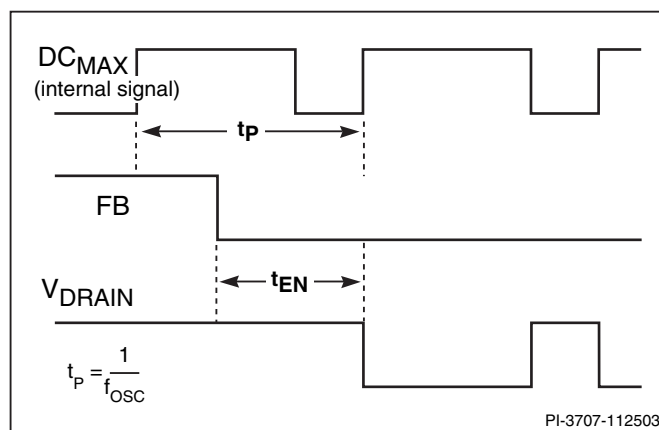 DCMAX
(internal signal)
tP
FB
tEN
VDRAIN
tP = 1/fOSC
PI-3707-112503